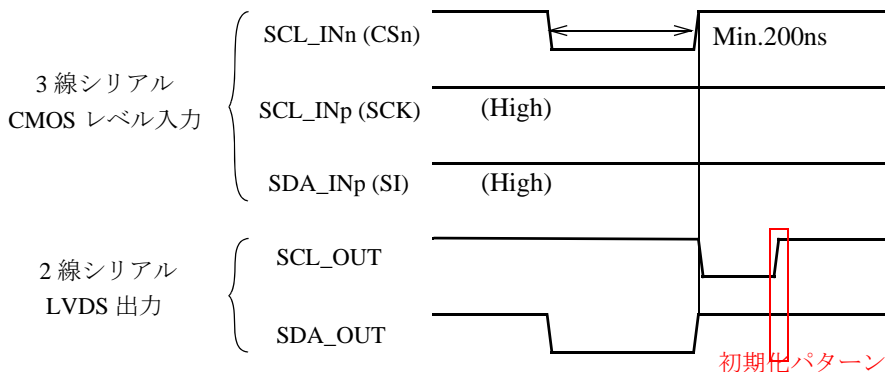 SCL_INn (CSn)
Min.200ns
3 線シリアル
CMOS レベル入力
SCL_INp (SCK)
(High)
SDA_INp (SI)
(High)
SCL_OUT
2 線シリアル
LVDS 出力
SDA_OUT
初期化パターン